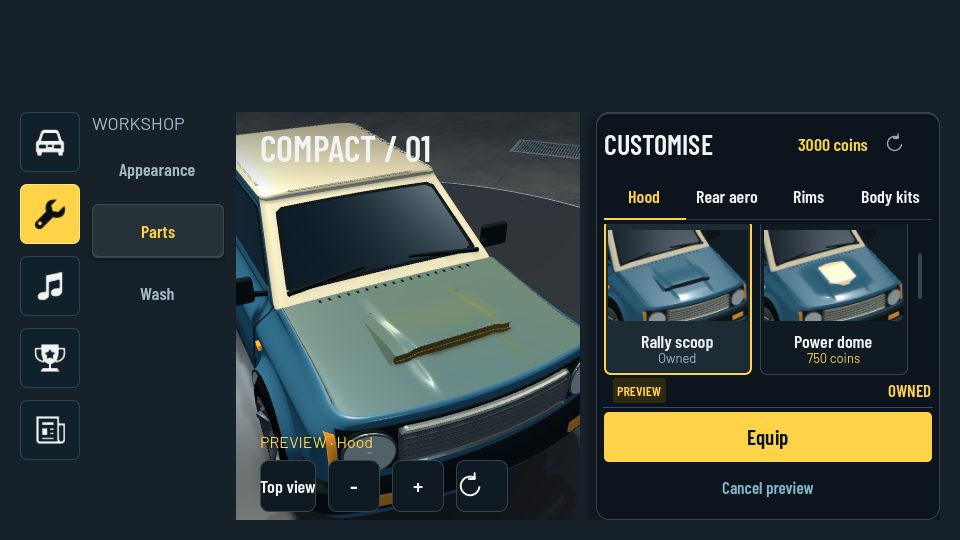 WORKSHOP
Appearance
Parts
Wash
COMPACT / 01
PREVIEW · Hood
Top view
-
+
CUSTOMISE
3000 coins
Hood
Rear aero
Rims
Body kits
Rally scoop
Owned
Power dome
750 coins
PREVIEW
OWNED
Equip
Cancel preview